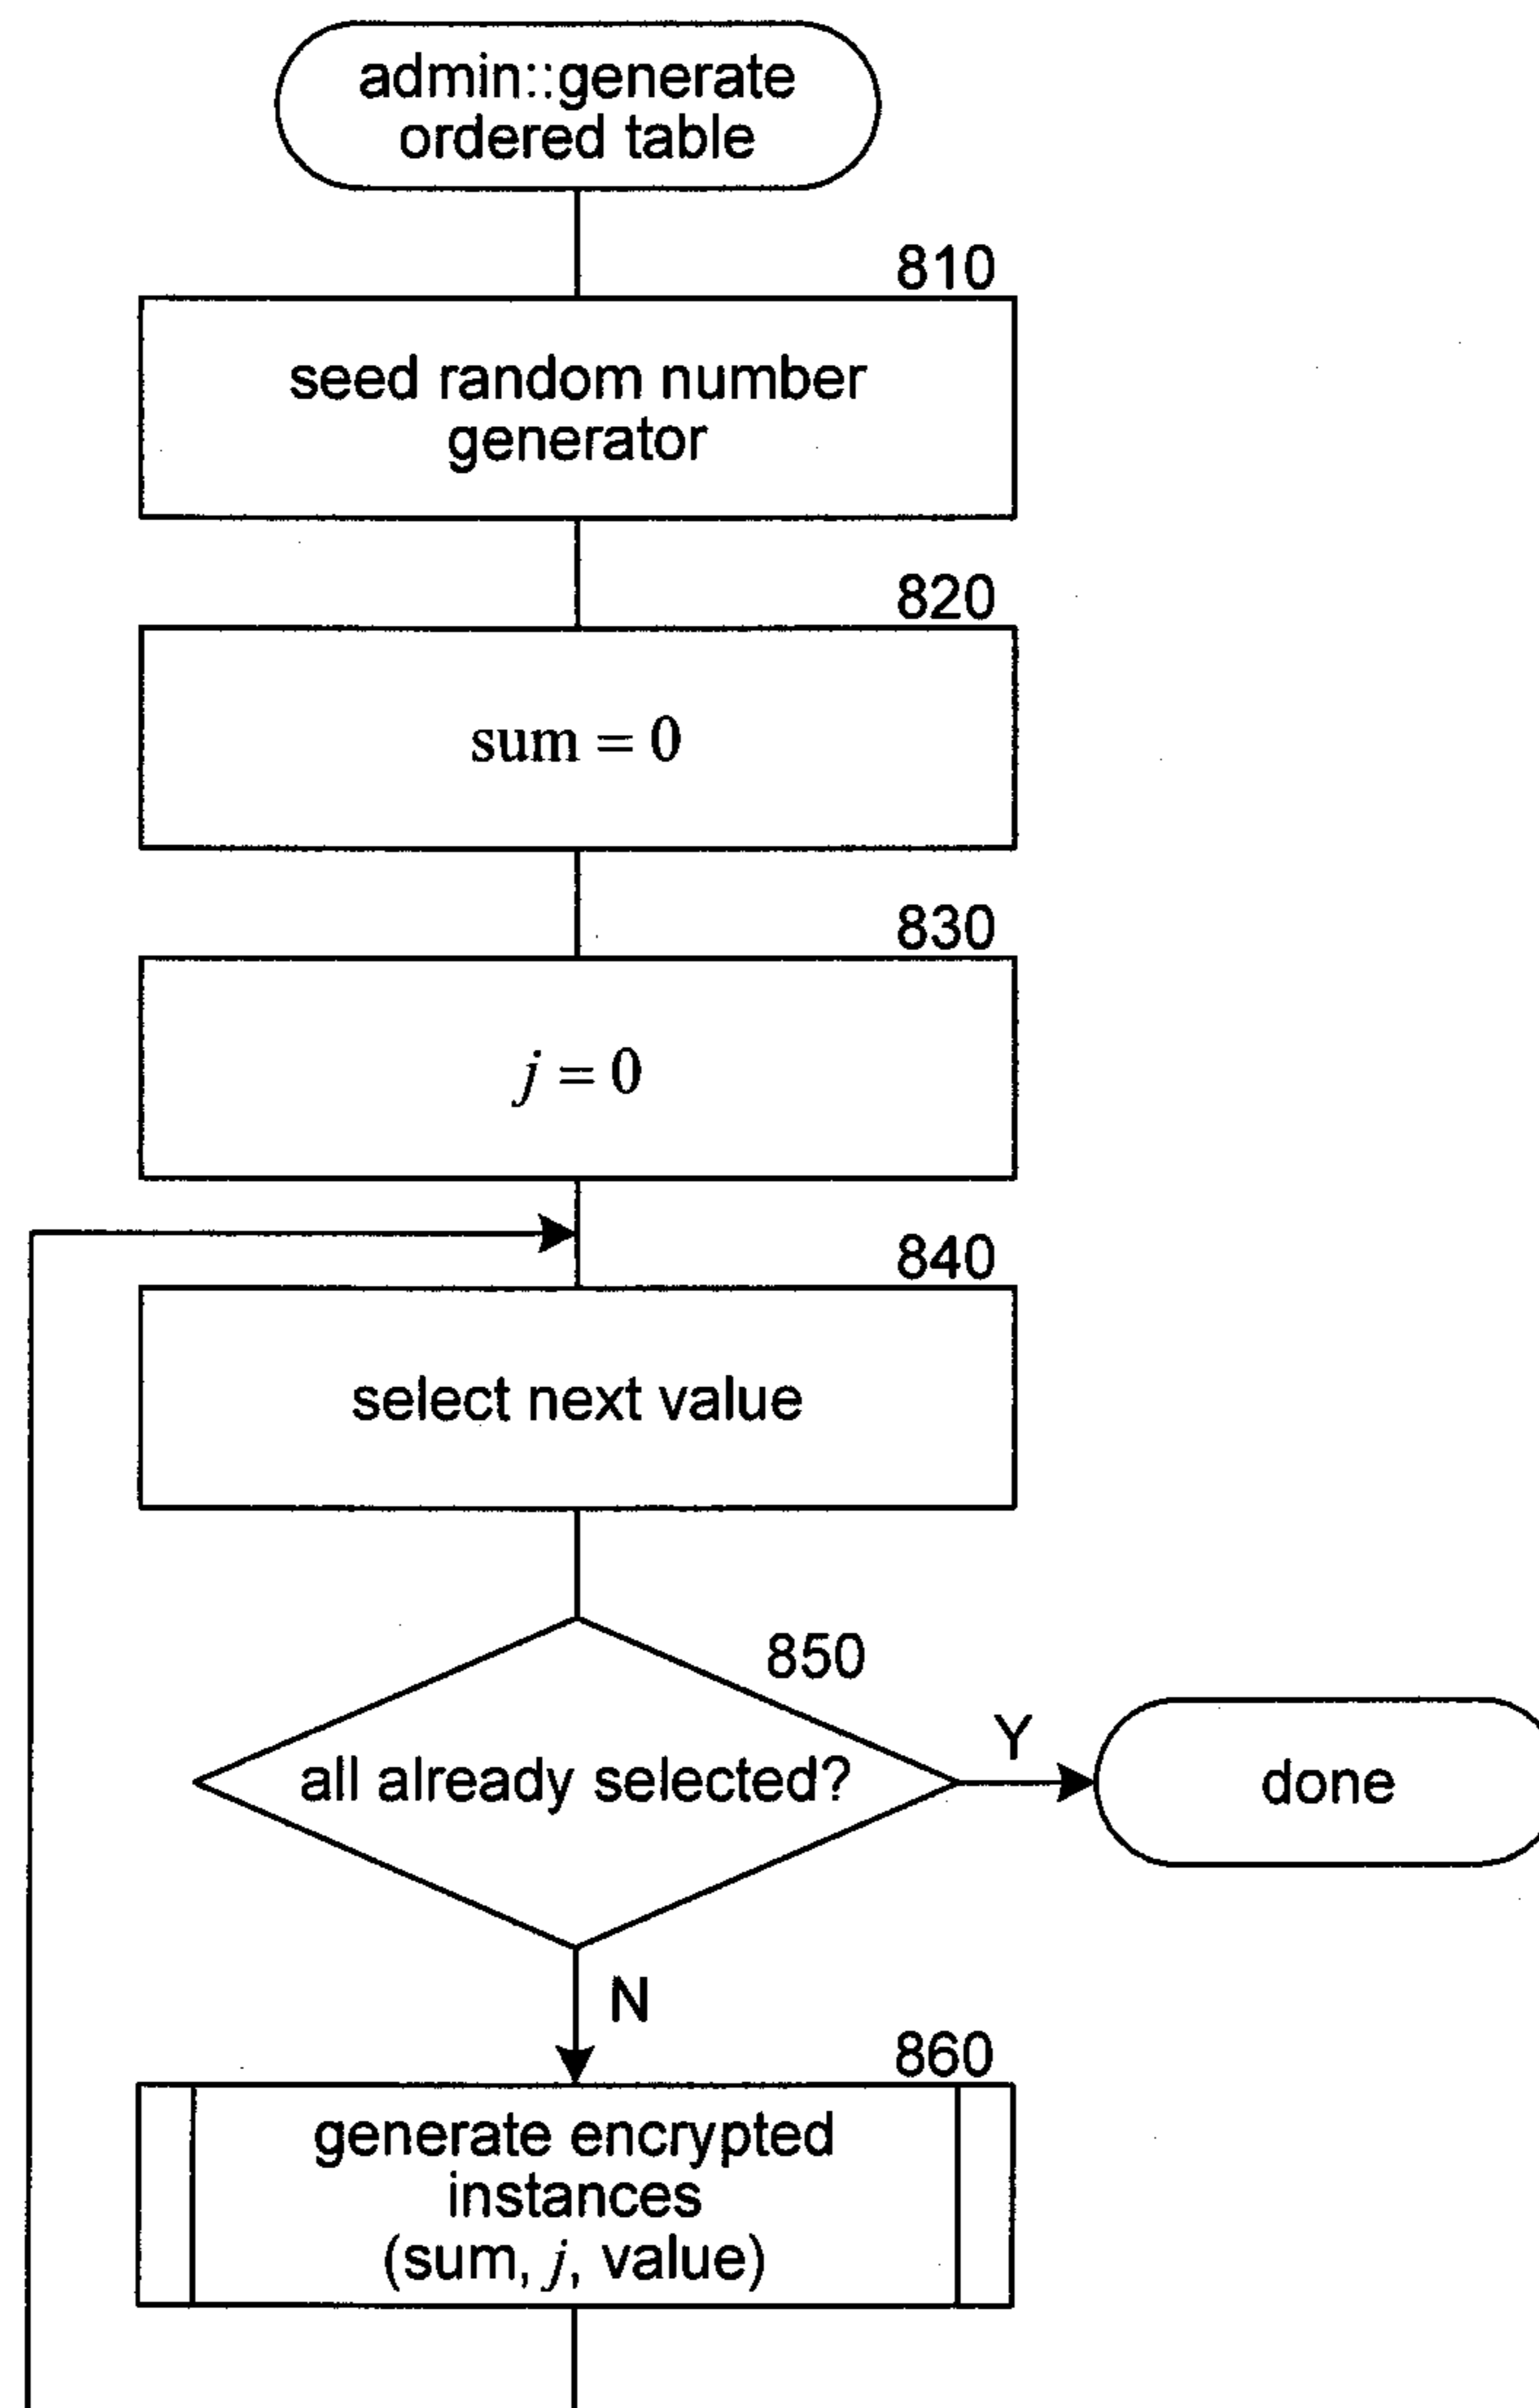 admin::generate
ordered table
810
seed random number
generator
820
sum = 0
830
j = 0
840
select next value
850
all already selected?
Y
done
N
860
generate encrypted
instances
(sum, j, value)